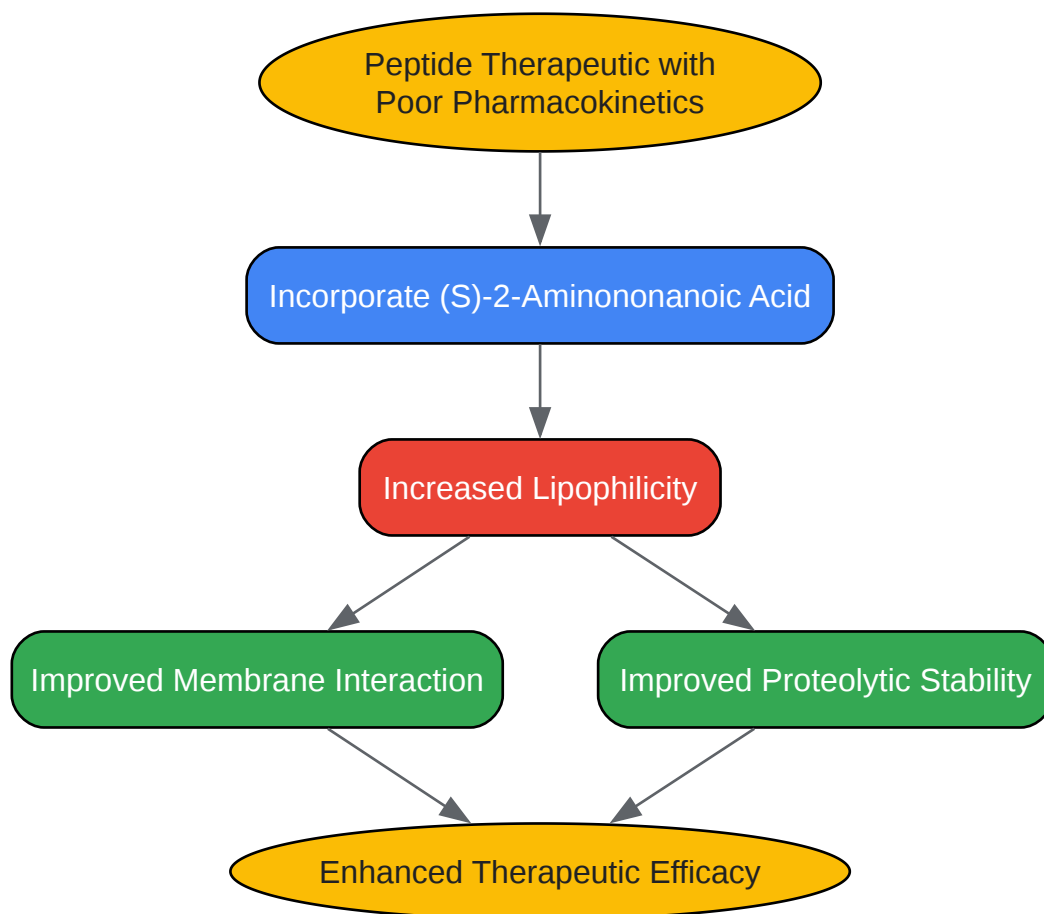 Peptide Therapeutic with
Poor Pharmacokinetics
Incorporate (S)-2-Aminononanoic Acid
Increased Lipophilicity
Improved Membrane Interaction
Improved Proteolytic Stability
Enhanced Therapeutic Efficacy